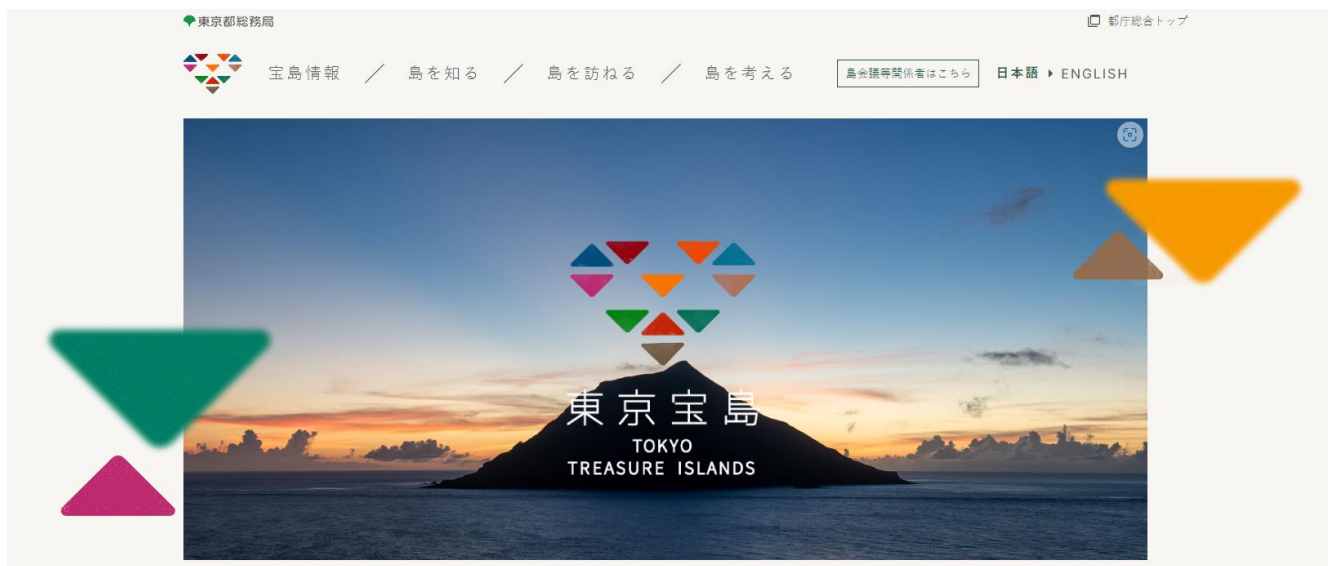 東京都総務局
都庁総合トップ
宝島情報 / 島を知る / 島を訪ねる / 島を考える
島会議等関係者はこちら
日本語 ENGLISH
東京宝島
TOKYO
TREASURE ISLANDS